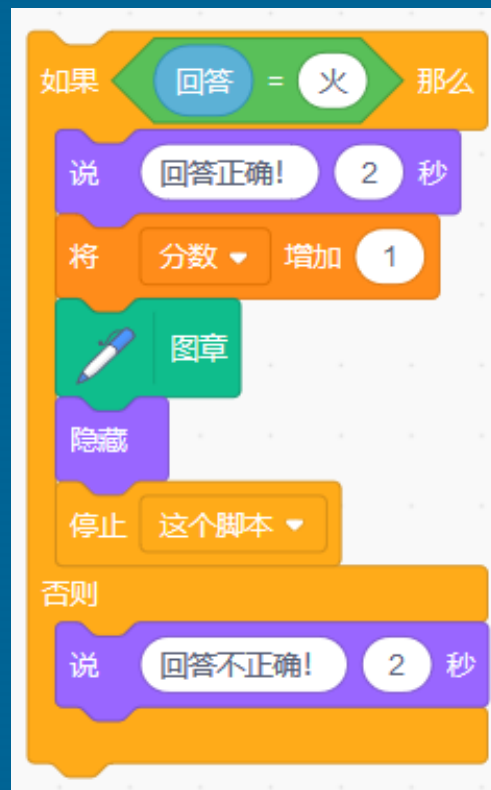 如果 回答 = 火 那么
说 回答正确! 2 秒
将 分数 增加 1
图章
隐藏
停止 这个脚本
否则
说 回答不正确! 2 秒